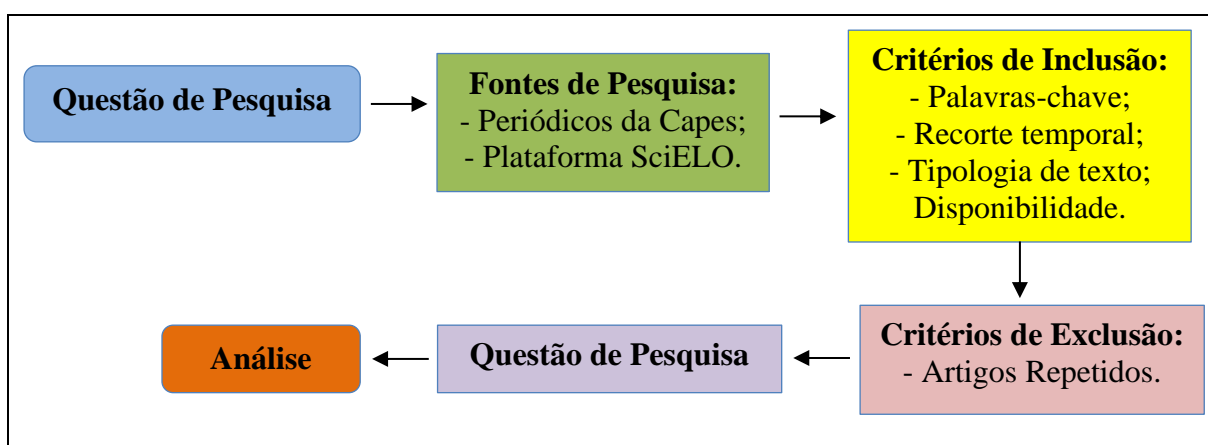 Questão de Pesquisa
Fontes de Pesquisa:
- Periódicos da Capes;
- Plataforma SciELO.
Critérios de Inclusão:
- Palavras-chave;
- Recorte temporal;
- Tipologia de texto;
Disponibilidade.
Critérios de Exclusão:
- Artigos Repetidos.
Questão de Pesquisa
Análise